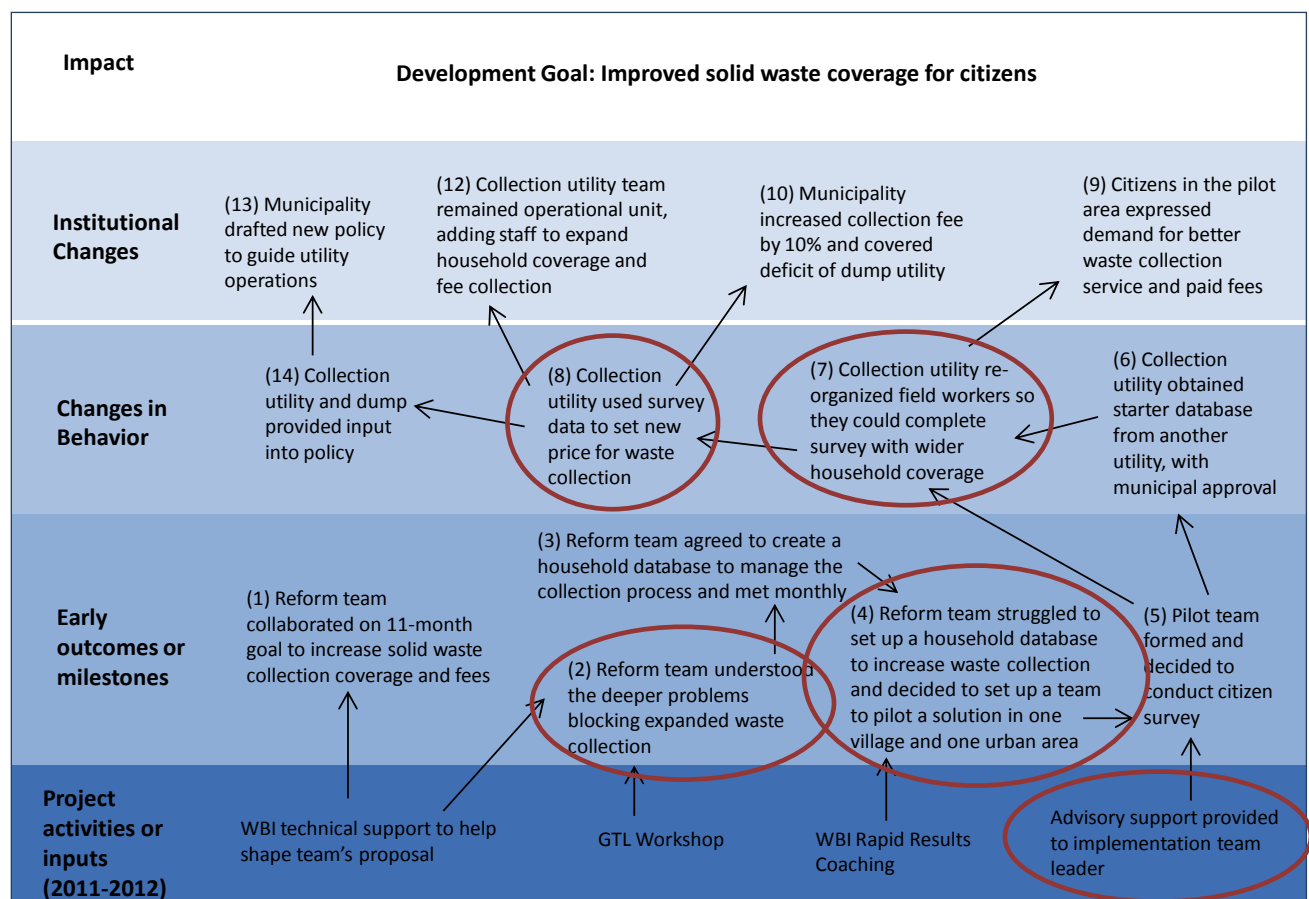 Impact
Development Goal: Improved solid waste coverage for citizens
Institutional
Changes
(13) Municipality
drafted new policy
to guide utility
operations
(12) Collection utility team
remained operational unit,
adding staff to expand
household coverage and
fee collection
(10) Municipality
increased collection fee
by 10% and covered
deficit of dump utility
(9) Citizens in the pilot
area expressed
demand for better
waste collection
service and paid fees
Changes in
Behavior
(14) Collection
utility and dump
provided input
into policy
(8) Collection
utility used survey
data to set new
price for waste
collection
(7) Collection utility re-
organized field workers so
they could complete
survey with wider
household coverage
(6) Collection
utility obtained
starter database
from another
utility, with
municipal approval
Early
outcomes or
milestones
(1) Reform team
collaborated on 11-month
goal to increase solid waste
collection coverage and fees
(3) Reform team agreed to create a
household database to manage the
collection process and met monthly
(2) Reform team understood
the deeper problems
blocking expanded waste
collection
(4) Reform team struggled to
set up a household database
to increase waste collection
and decided to set up a team
to pilot a solution in one
village and one urban area
(5) Pilot team
formed and
decided to
conduct citizen
survey
Project
activities or
inputs
(2011-2012)
WBI technical support to help
shape team’s proposal
GTL Workshop
WBI Rapid Results
Coaching
Advisory support provided
to implementation team
leader